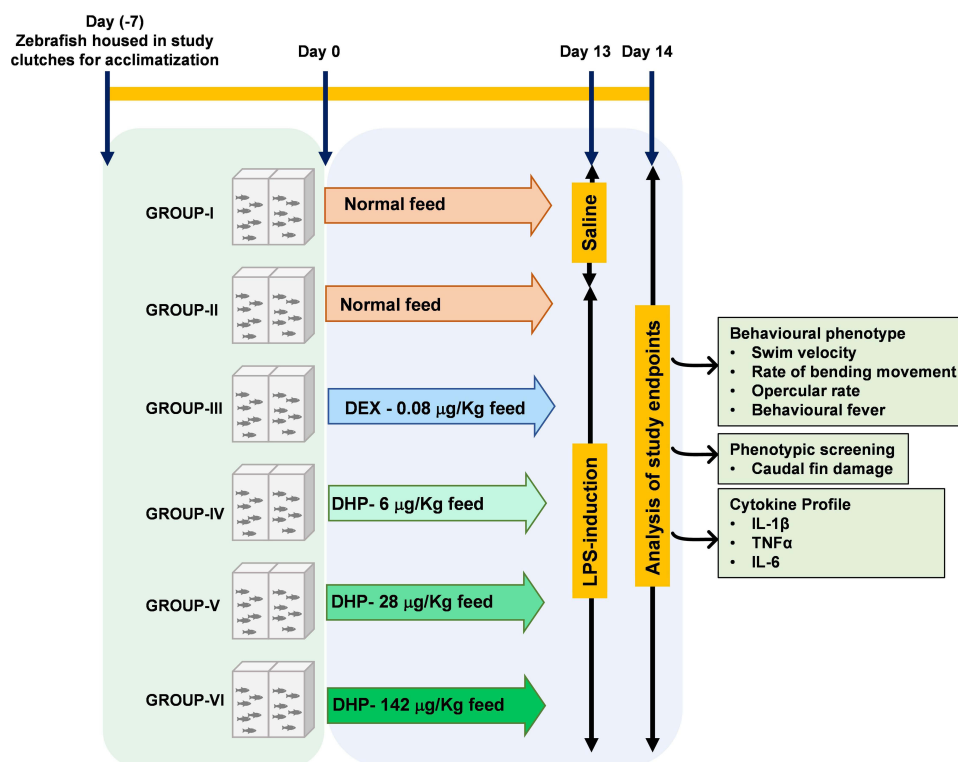 Day (-7)
Zebrafish housed in study
clutches for acclimatization
Day 0
Day 13
Day 14
GROUP-I
Normal feed
Saline
GROUP-II
Normal feed
GROUP-III
DEX - 0.08 µg/Kg feed
GROUP-IV
DHP- 6 µg/Kg feed
GROUP-V
DHP- 28 µg/Kg feed
GROUP-VI
DHP- 142 µg/Kg feed
LPS-induction
Analysis of study endpoints
Behavioural phenotype
• Swim velocity
• Rate of bending movement
• Opercular rate
• Behavioural fever
Phenotypic screening
• Caudal fin damage
Cytokine Profile
• IL-1β
• TNFα
• IL-6